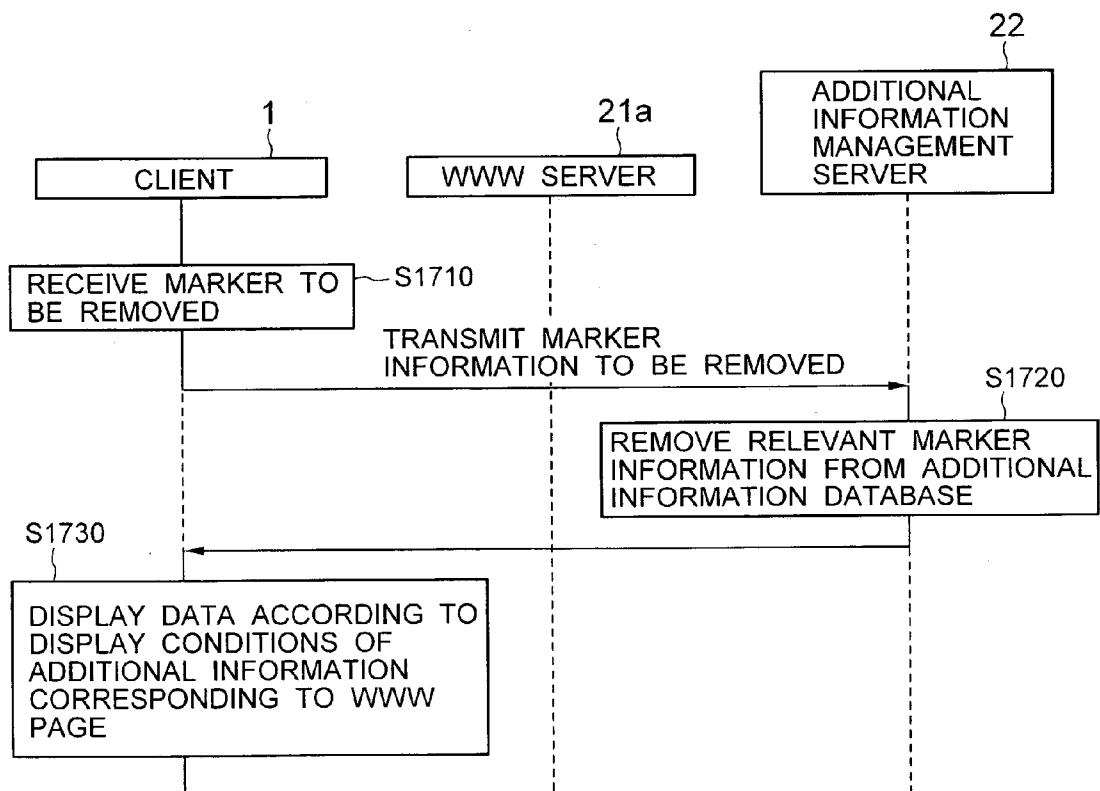 22
ADDITIONAL
INFORMATION
MANAGEMENT
SERVER
1
21a
CLIENT
WWW SERVER
RECEIVE MARKER TO
BE REMOVED
S1710
TRANSMIT MARKER
INFORMATION TO BE REMOVED
S1720
REMOVE RELEVANT MARKER
INFORMATION FROM ADDITIONAL
INFORMATION DATABASE
S1730
DISPLAY DATA ACCORDING TO
DISPLAY CONDITIONS OF
ADDITIONAL INFORMATION
CORRESPONDING TO WWW
PAGE